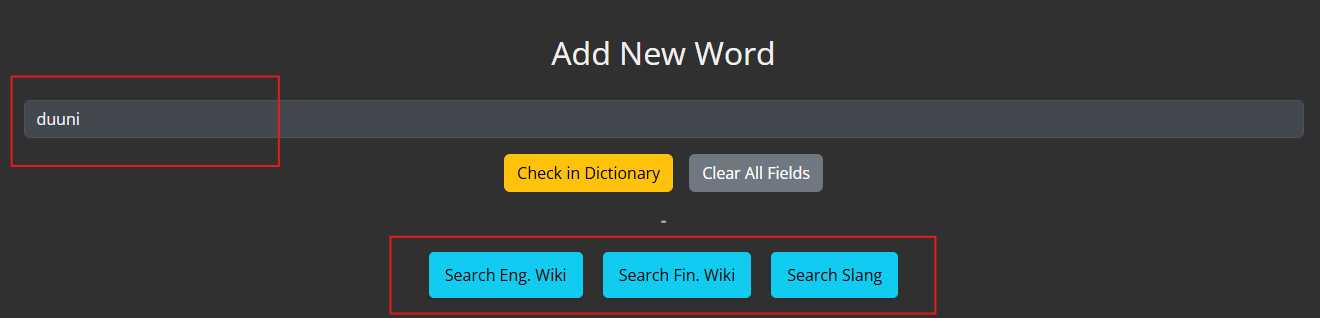 Add New Word
duuni
Check in Dictionary Clear All Fields
-
Search Eng. Wiki Search Fin. Wiki Search Slang